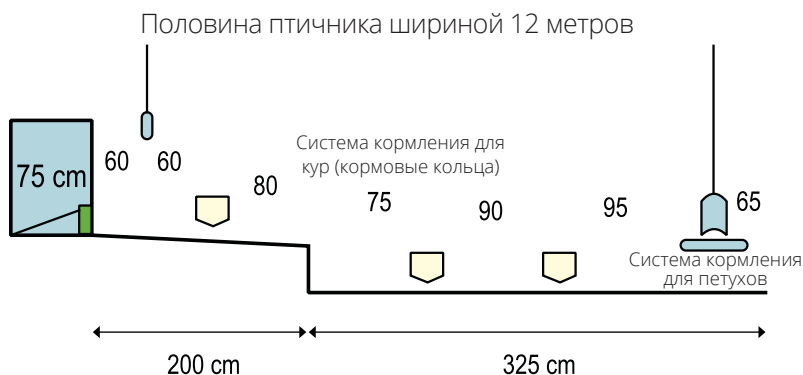 Половина птичника шириной 12 метров
Система кормления для
кур (кормовые кольца)
60
60
75 cm
80
75
90
95
65
Система кормления
для петухов
200 cm
325 cm